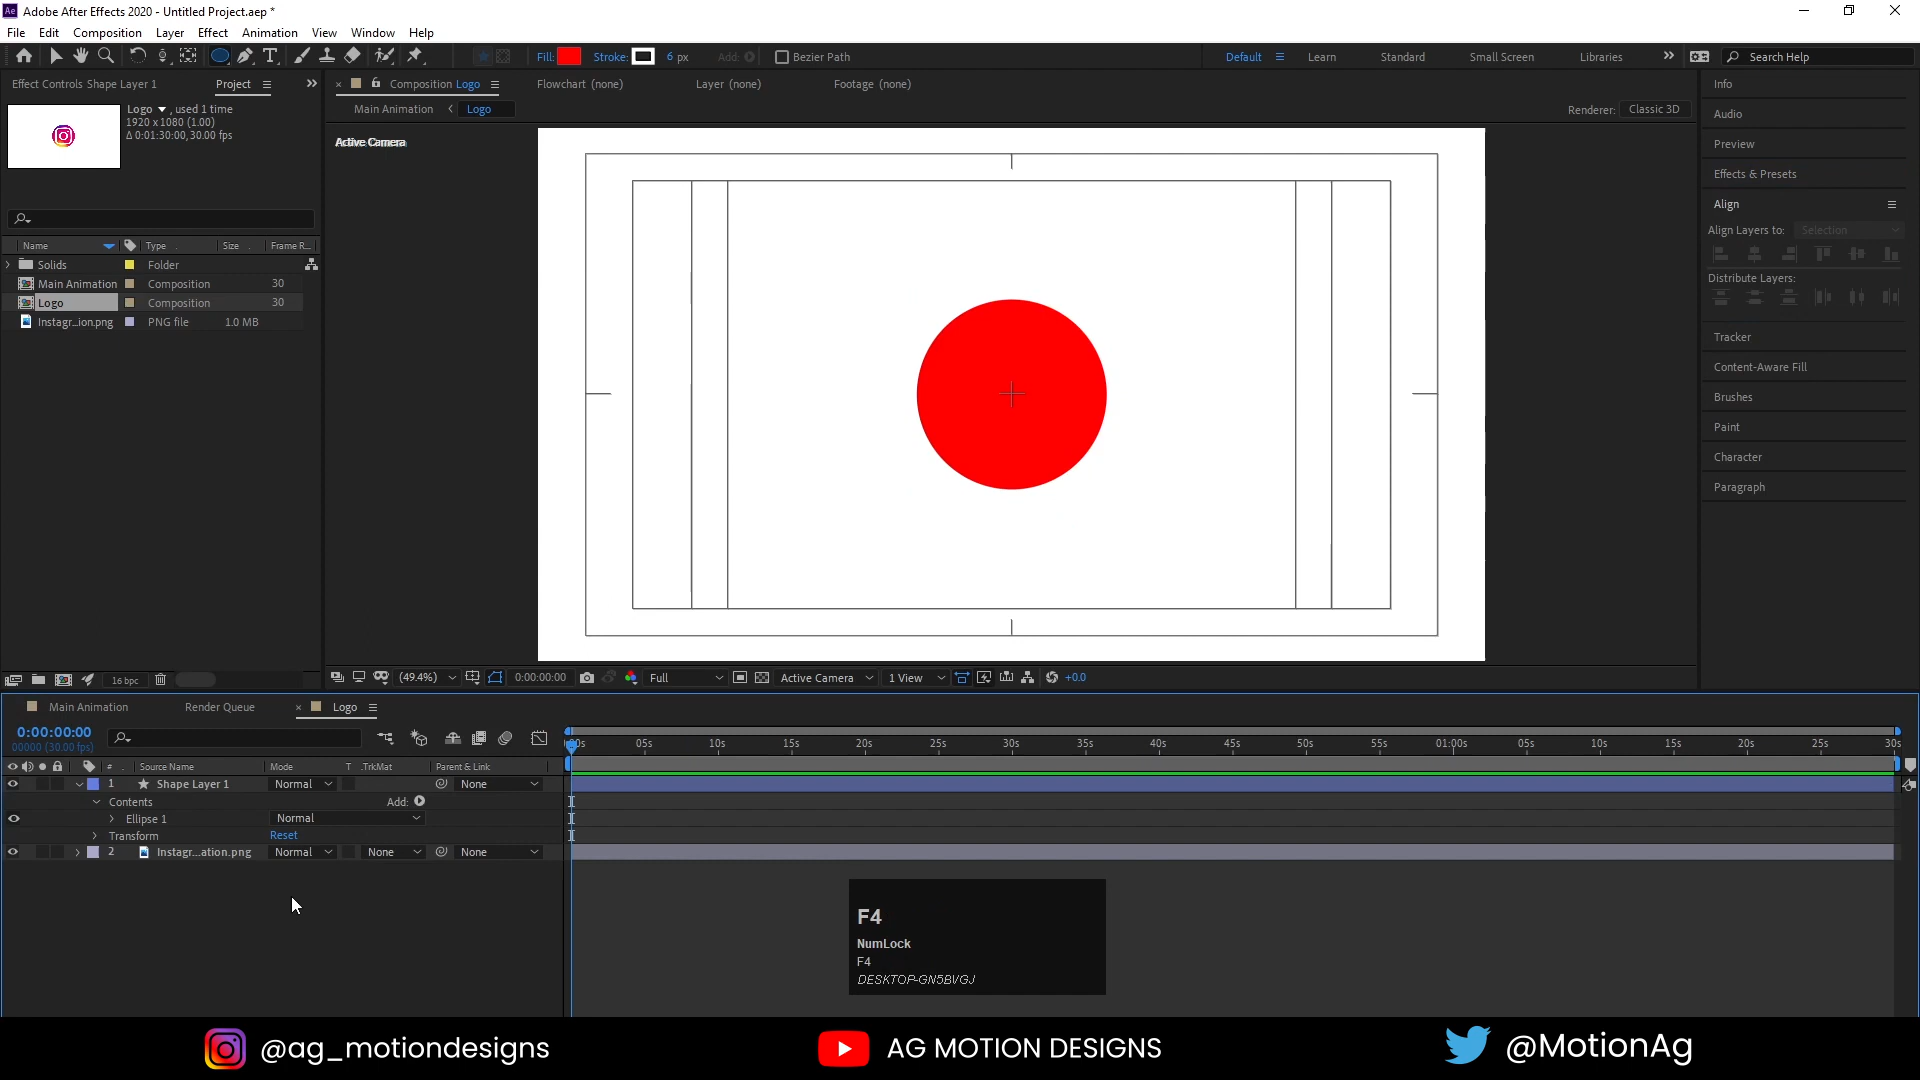 Ae Adobe After Effects 2020 - Untitled Project.aep *
File Edit Composition Layer Effect Animation View Window Help
Fill: Stroke: 6 px Add: Bezier Path
Default Learn Standard Small Screen Libraries Search Help
Effect Controls Shape Layer 1 Project
Composition Logo Flowchart (none) Layer (none) Footage (none)
Main Animation Logo
Renderer: Classic 3D
Logo , used 1 time
1920 x 1080 (1.00)
Δ 0:01:30:00, 30.00 fps
Active Camera
Name Type Size Frame R...
Solids Folder
Main Animation Composition 30
Logo Composition 30
Instagr...ion.png PNG file 1.0 MB
Info
Audio
Preview
Effects & Presets
Align
Align Layers to: Selection
Distribute Layers:
Tracker
Content-Aware Fill
Brushes
Paint
Character
Paragraph
16 bpc
(49.4%) 0:00:00:00 Full Active Camera 1 View +0.0
Main Animation Render Queue Logo
0:00:00:00
00000 (30.00 fps)
:00s 05s 10s 15s 20s 25s 30s 35s 40s 45s 50s 55s 01:00s 05s 10s 15s 20s 25s 30s
# Source Name Mode T .TrkMat Parent & Link
1 Shape Layer 1 Normal None
Contents Add:
Ellipse 1 Normal
Transform Reset
2 Instagr...ation.png Normal None None
F4
NumLock
F4
DESKTOP-GN5BVGJ
@ag_motiondesigns AG MOTION DESIGNS @MotionAg